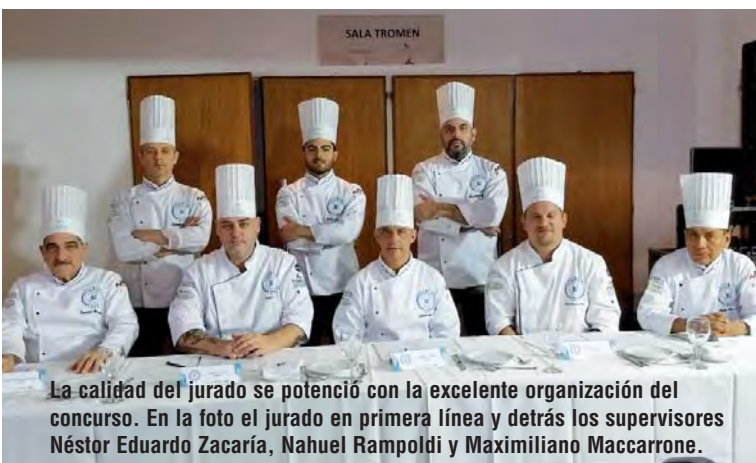 SALA TROMEN
La calidad del jurado se potenció con la excelente organización del
concurso. En la foto el jurado en primera línea y detrás los supervisores
Néstor Eduardo Zacaría, Nahuel Rampoldi y Maximiliano Maccarrone.